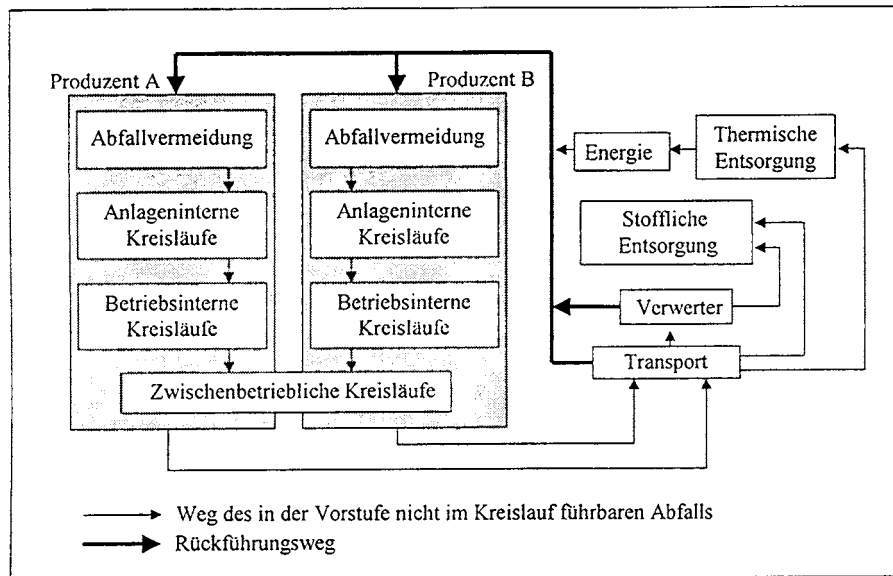 Produzent A
Produzent B
Abfallvermeidung
Anlageninterne
Kreisläufe
Betriebsinterne
Kreisläufe
Abfallvermeidung
Anlageninterne
Kreisläufe
Betriebsinterne
Kreisläufe
Zwischenbetriebliche Kreisläufe
Energie
Thermische
Entsorgung
Stoffliche
Entsorgung
Verwerter
Transport
Weg des in der Vorstufe nicht im Kreislauf führbaren Abfalls
Rückführungsweg